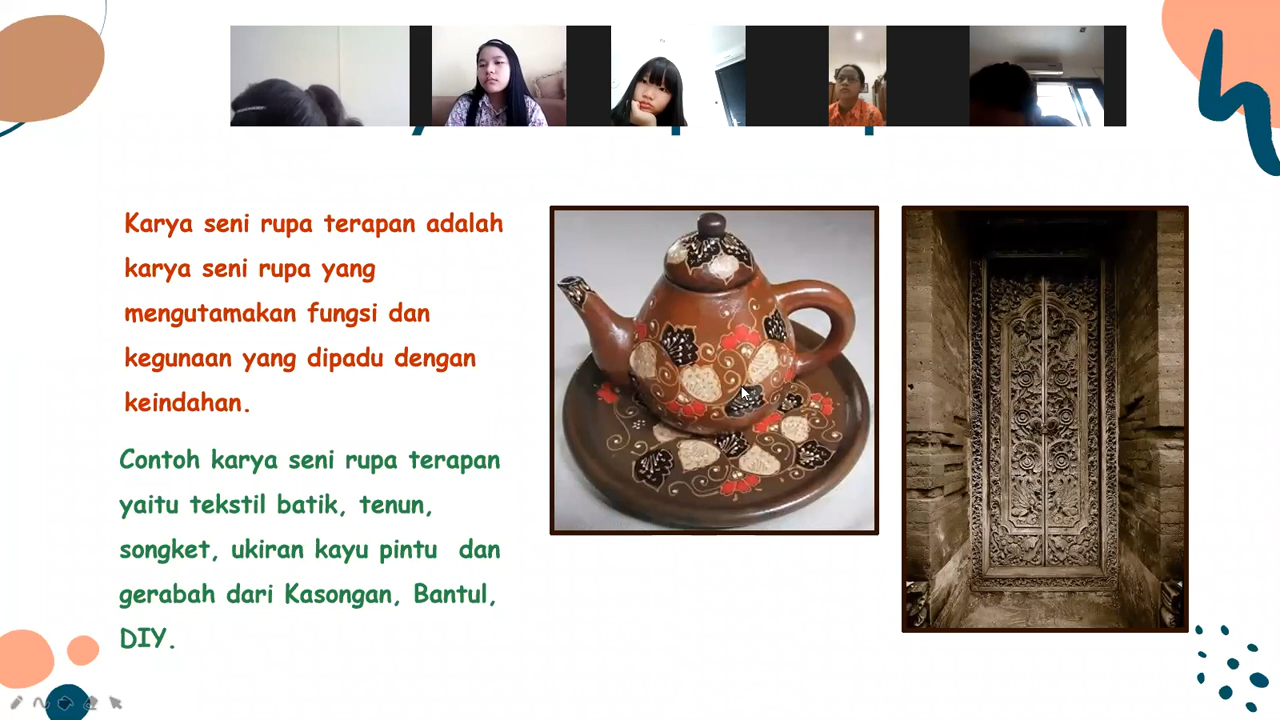 Karya seni rupa terapan adalah
karya seni rupa yang
mengutamakan fungsi dan
kegunaan yang dipadu dengan
keindahan.
Contoh karya seni rupa terapan
yaitu tekstil batik, tenun,
songket, ukiran kayu pintu dan
gerabah dari Kasongan, Bantul,
DIY.